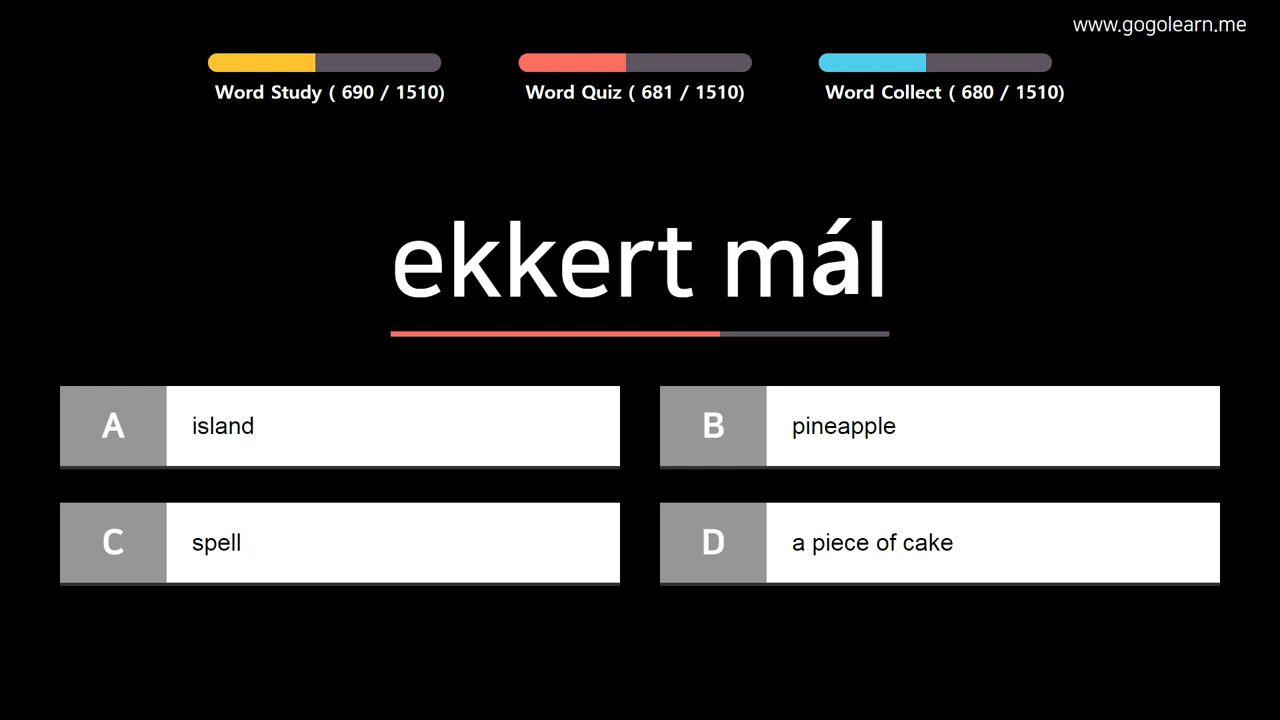 www.gogolearn.me
Word Study ( 690 / 1510)
Word Quiz ( 681 / 1510)
Word Collect ( 680 / 1510)
ekkert mál
A island
B pineapple
C spell
D a piece of cake